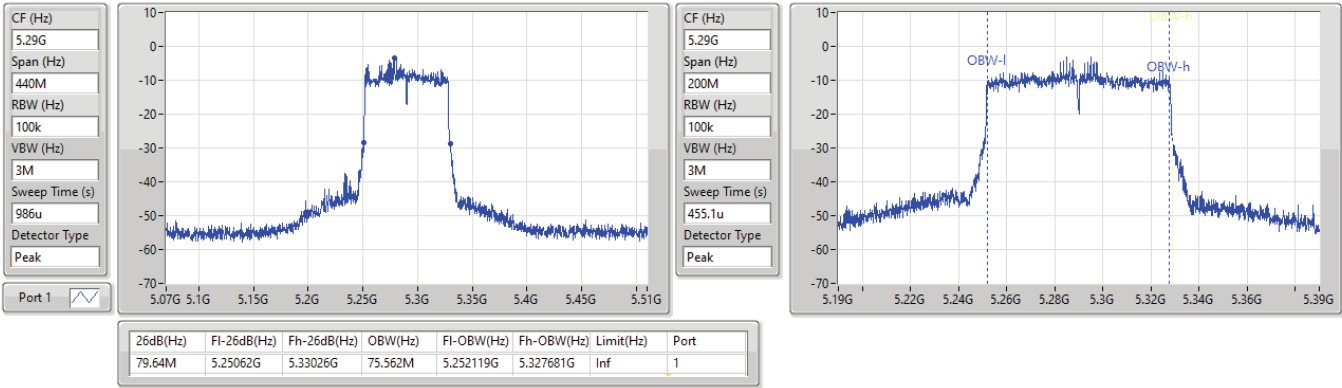 CF (Hz)
5.29G
Span (Hz)
440M
RBW (Hz)
100k
VBW (Hz)
3M
Sweep Time (s)
986u
Detector Type
Peak
Port 1
10
0
-10
-20
-30
-40
-50
-60
-70
5.07G 5.1G 5.15G 5.2G 5.25G 5.3G 5.35G 5.4G 5.45G 5.51G
CF (Hz)
5.29G
Span (Hz)
200M
RBW (Hz)
100k
VBW (Hz)
3M
Sweep Time (s)
455.1u
Detector Type
Peak
10
0
-10
-20
-30
-40
-50
-60
-70
OBW-h
OBW-l
OBW-h
5.19G 5.22G 5.24G 5.26G 5.28G 5.3G 5.32G 5.34G 5.36G 5.39G
26dB(Hz) Fl-26dB(Hz) Fh-26dB(Hz) OBW(Hz) Fl-OBW(Hz) Fh-OBW(Hz) Limit(Hz) Port
79.64M 5.25062G 5.33026G 75.562M 5.252119G 5.327681G Inf 1